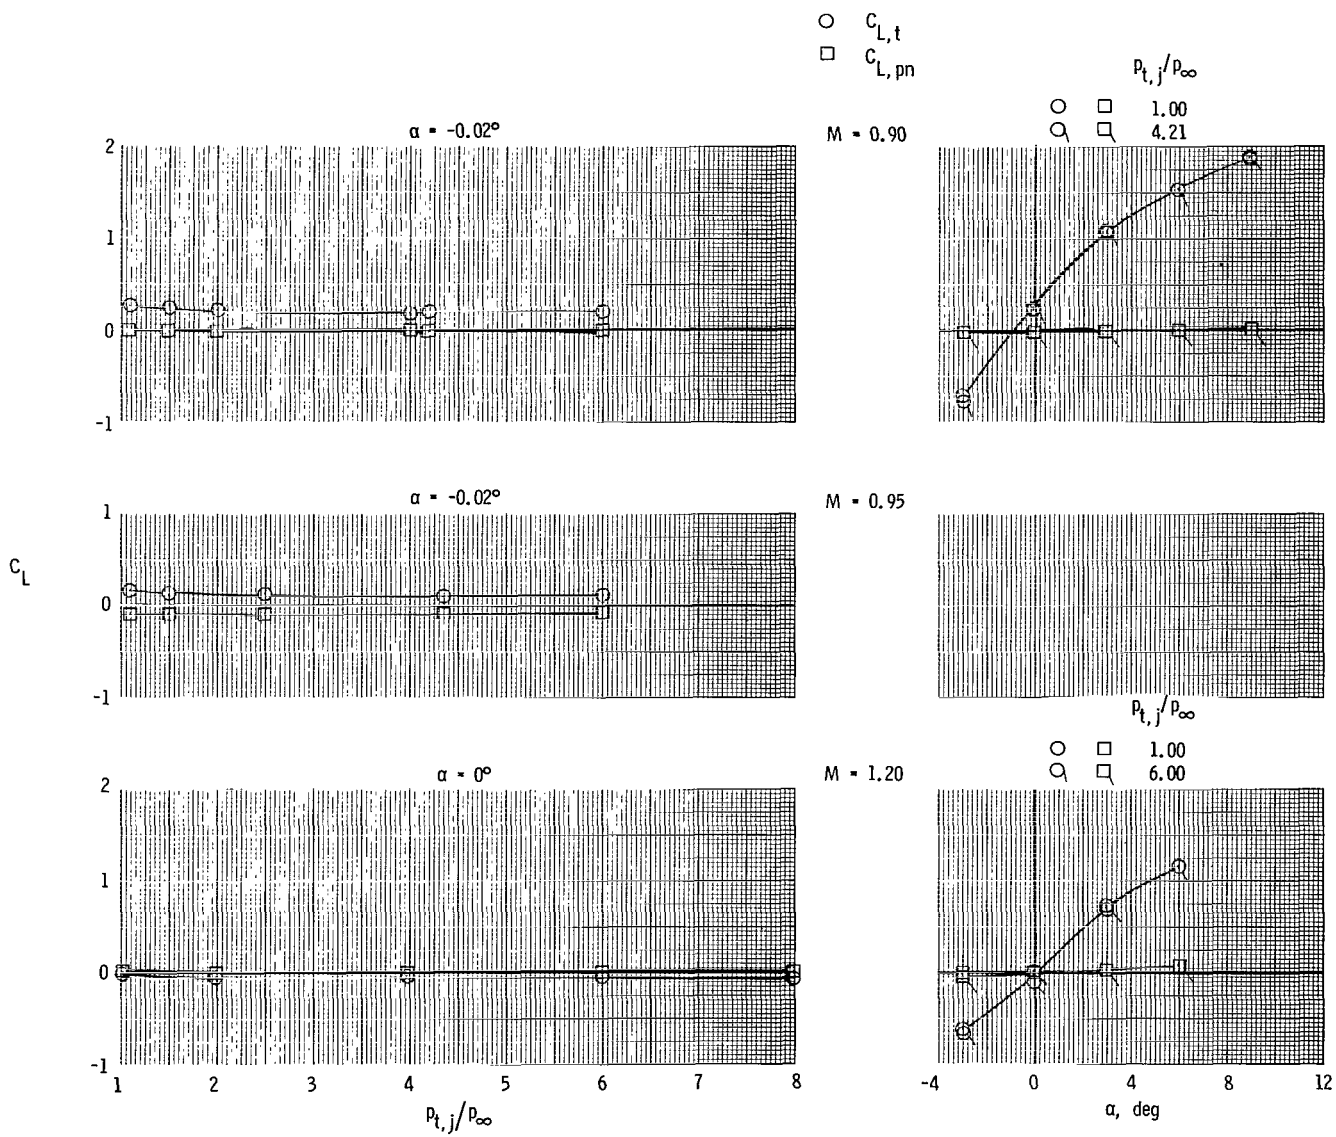 C_L,t
C_L,pn
p_t,j/p_∞
1.00
4.21
α = -0.02°
M = 0.90
2
1
0
-1
α = -0.02°
M = 0.95
1
0
-1
C_L
p_t,j/p_∞
1.00
6.00
α = 0°
M = 1.20
2
1
0
-1
1 2 3 4 5 6 7 8
p_t,j/p_∞
-4 0 4 8 12
α, deg